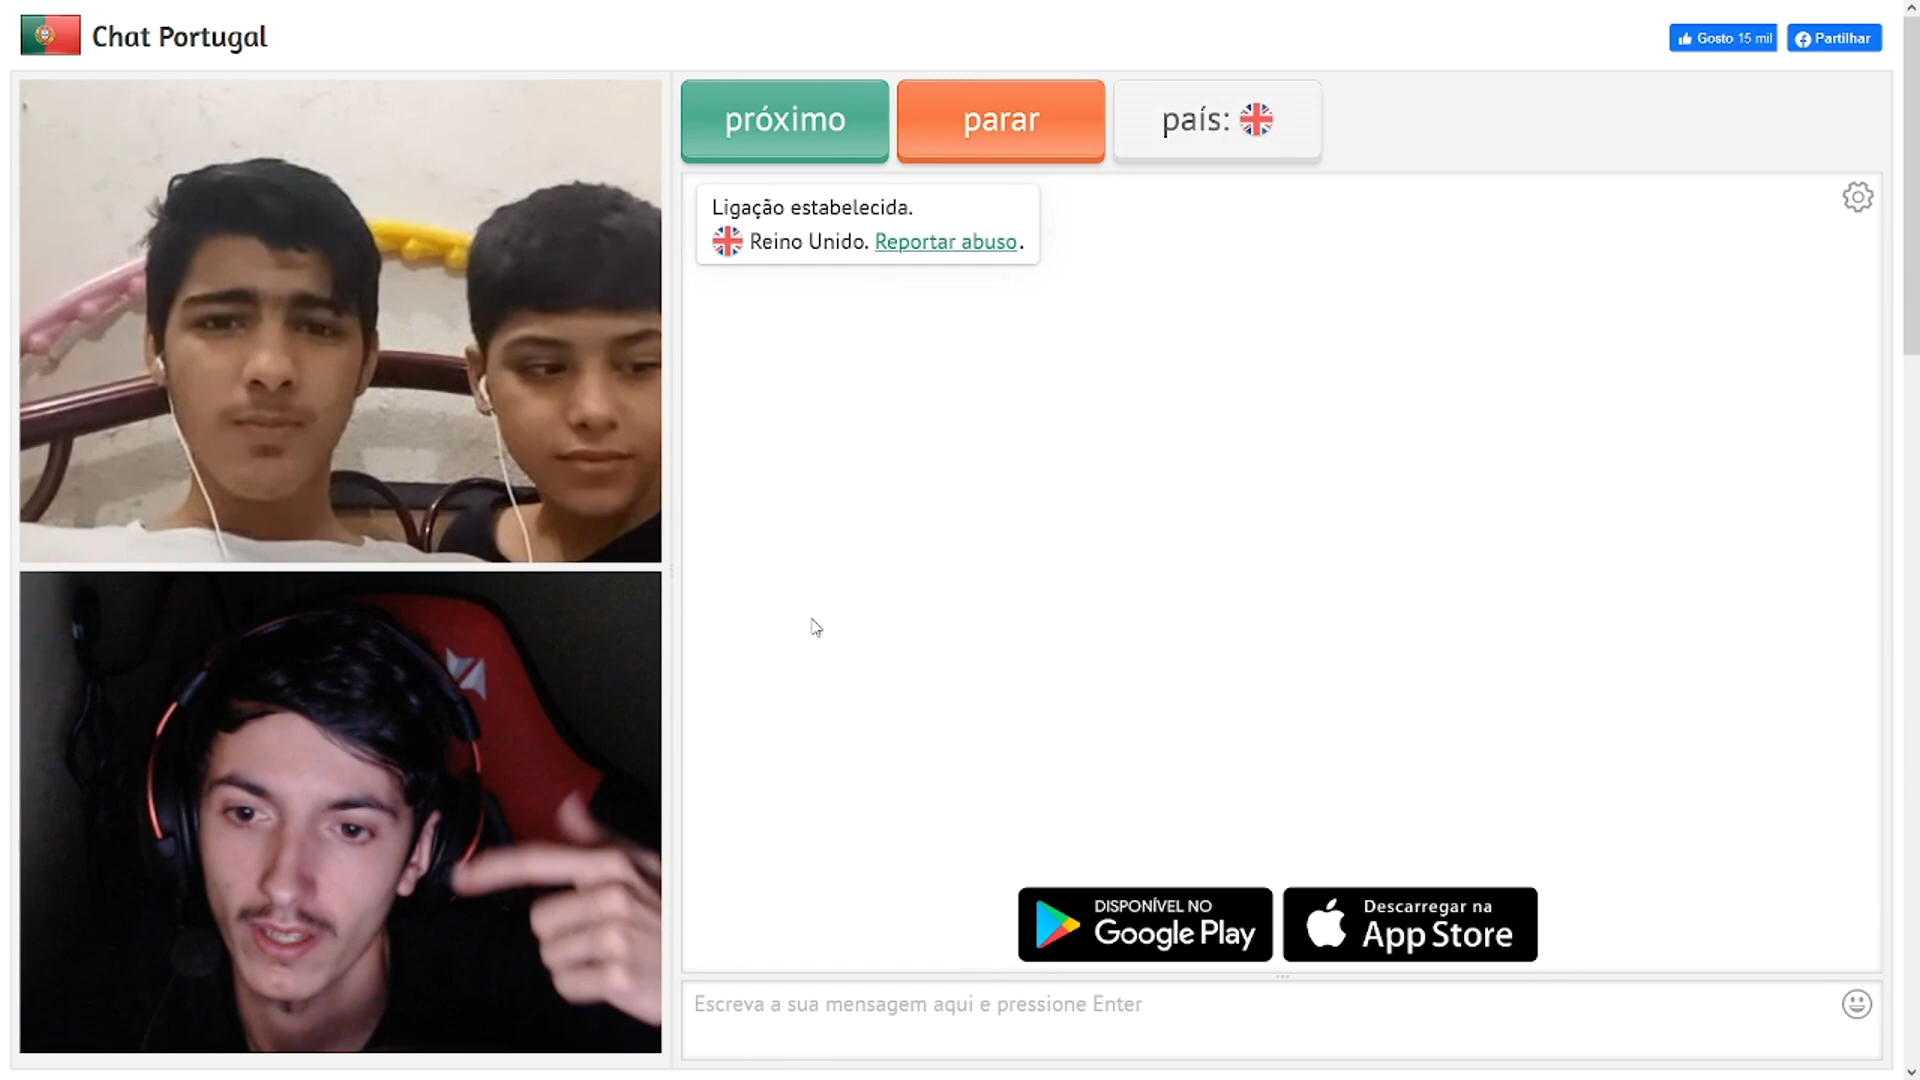 Chat Portugal
Gosto 15 mil
Partilhar
próximo
parar
país:
Ligação estabelecida.
Reino Unido. Reportar abuso.
DISPONÍVEL NO
Google Play
Descarregar na
App Store
Escreva a sua mensagem aqui e pressione Enter